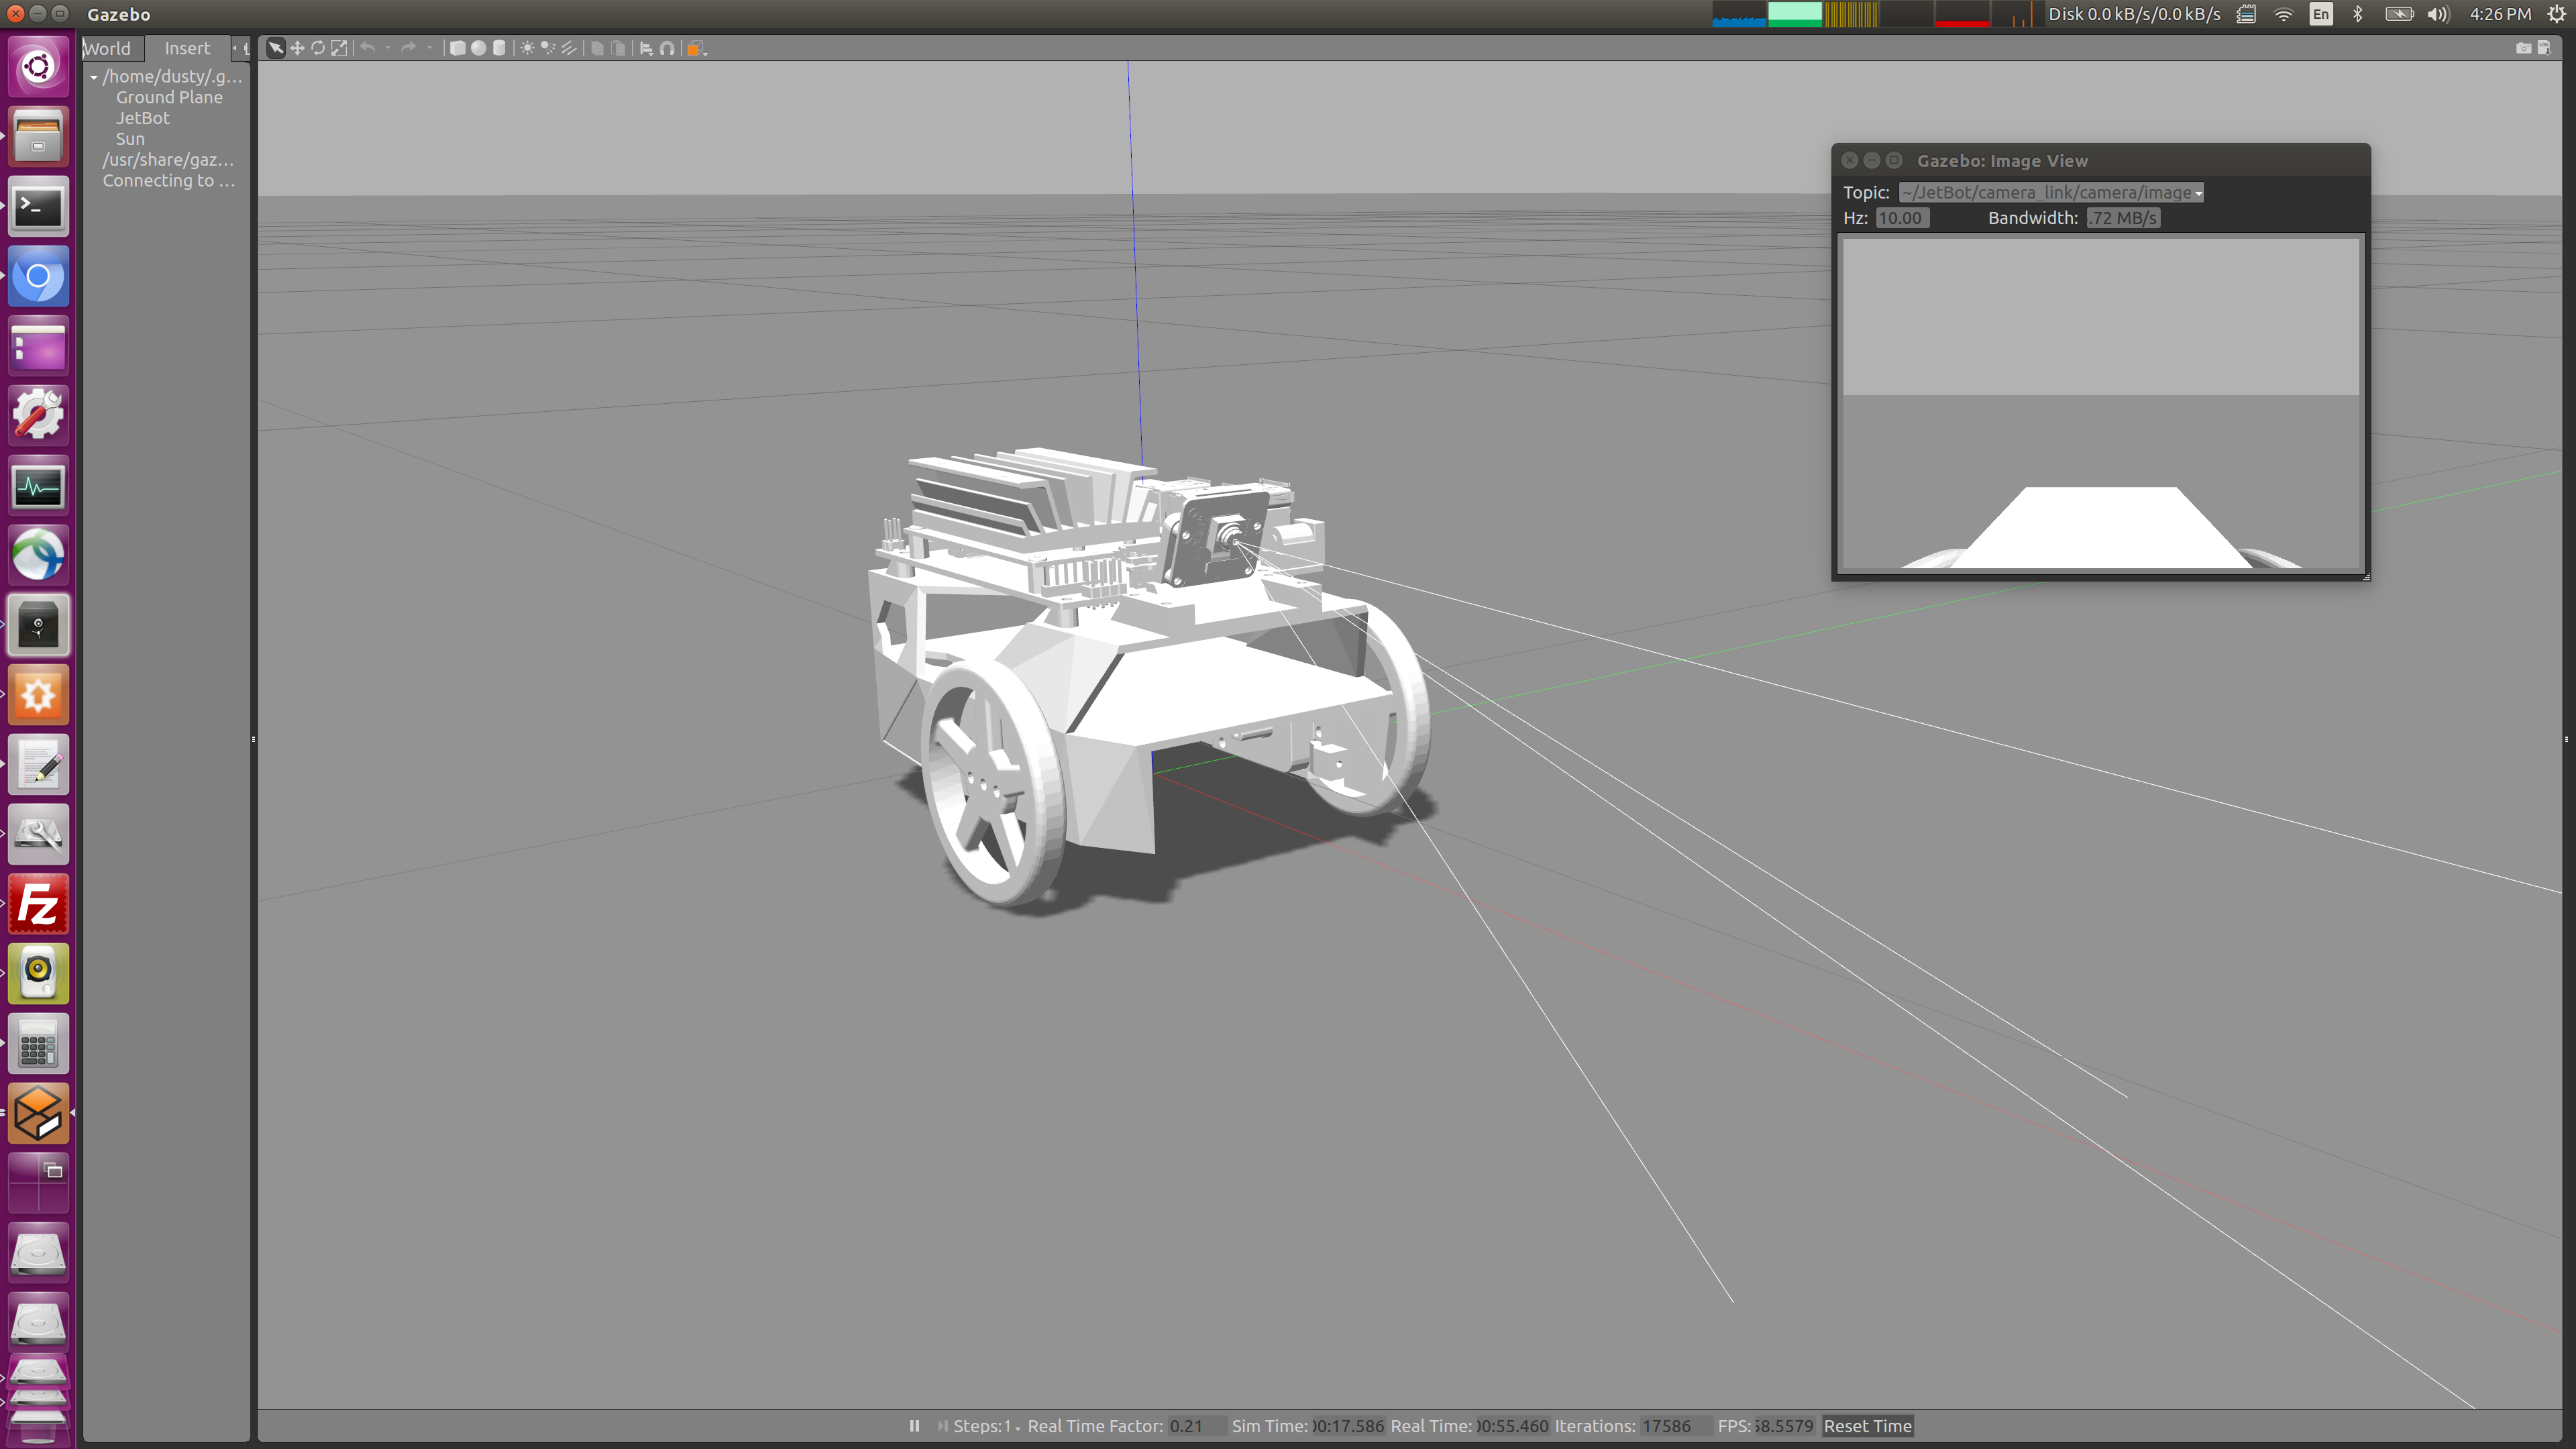 Gazebo
Disk 0.0 kB/s/0.0 kB/s
En
4:26 PM
World
Insert
/home/dusty/.g...
Ground Plane
JetBot
Sun
/usr/share/gaz...
Connecting to ...
Gazebo: Image View
Topic: ~/JetBot/camera_link/camera/image
Hz: 10.00 Bandwidth: .72 MB/s
Fz
Steps: 1 Real Time Factor: 0.21 Sim Time: 00:17.586 Real Time: 00:55.460 Iterations: 17586 FPS: 58.5579 Reset Time